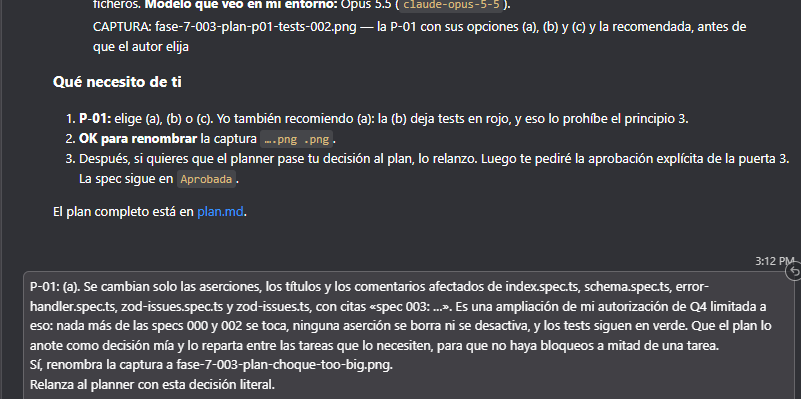 ficheros. Modelo que veo en mi entorno: Opus 5.5 ( claude-opus-5-5 ).
CAPTURA: fase-7-003-plan-p01-tests-002.png — la P-01 con sus opciones (a), (b) y (c) y la recomendada, antes de
que el autor elija
Qué necesito de ti
1. P-01: elige (a), (b) o (c). Yo también recomiendo (a): la (b) deja tests en rojo, y eso lo prohíbe el principio 3.
2. OK para renombrar la captura ….png .png .
3. Después, si quieres que el planner pase tu decisión al plan, lo relanzo. Luego te pediré la aprobación explícita de la puerta 3.
La spec sigue en Aprobada .
El plan completo está en plan.md.
3:12 PM
P-01: (a). Se cambian solo las aserciones, los títulos y los comentarios afectados de index.spec.ts, schema.spec.ts, error-
handler.spec.ts, zod-issues.spec.ts y zod-issues.ts, con citas «spec 003: ...». Es una ampliación de mi autorización de Q4 limitada a
eso: nada más de las specs 000 y 002 se toca, ninguna aserción se borra ni se desactiva, y los tests siguen en verde. Que el plan lo
anote como decisión mía y lo reparta entre las tareas que lo necesiten, para que no haya bloqueos a mitad de una tarea.
Sí, renombra la captura a fase-7-003-plan-choque-too-big.png.
Relanza al planner con esta decisión literal.